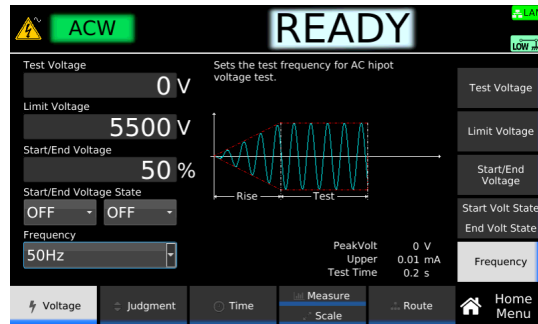 ACW
READY
LAN
LOW
Test Voltage
0 V
Limit Voltage
5500 V
Start/End Voltage
50 %
Start/End Voltage State
OFF OFF
Frequency
50Hz
Sets the test frequency for AC hipot
voltage test.
Rise Test
PeakVolt 0 V
Upper 0.01 mA
Test Time 0.2 s
Test Voltage
Limit Voltage
Start/End
Voltage
Start Volt State
End Volt State
Frequency
Voltage
Judgment
Time
Measure
Scale
Route
Home
Menu